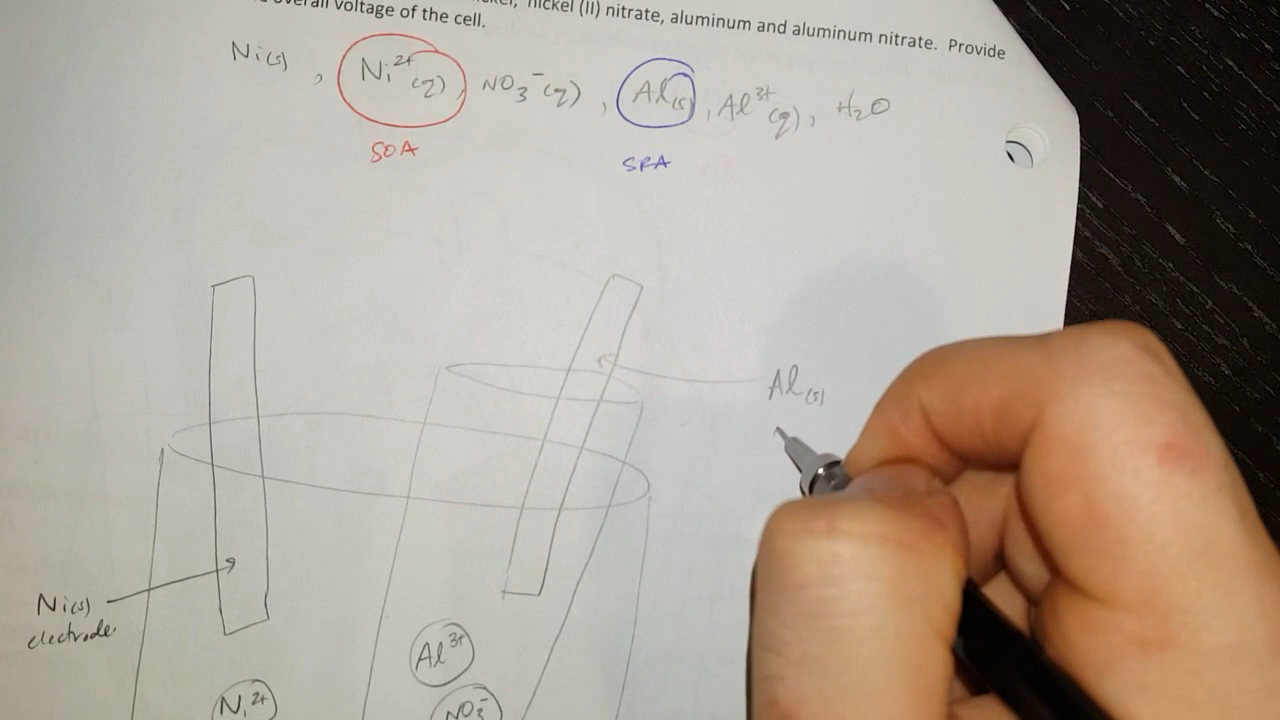 nickel (II) nitrate, aluminum and aluminum nitrate. Provide
overall voltage of the cell.
Ni(s) , Ni²⁺(aq) , NO₃⁻(aq) , Al(s) , Al³⁺(aq) , H₂O
SOA SRA
Al(s)
Ni(s)
electrode
Al³⁺
Ni²⁺ NO₃⁻